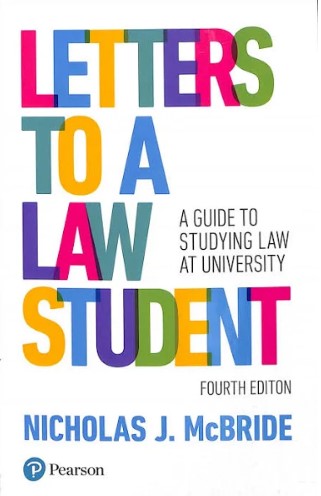 LETTERS
TO A
LAW
STUDENT
A GUIDE TO
STUDYING LAW
AT UNIVERSITY
FOURTH EDITON
NICHOLAS J. McBRIDE
Pearson